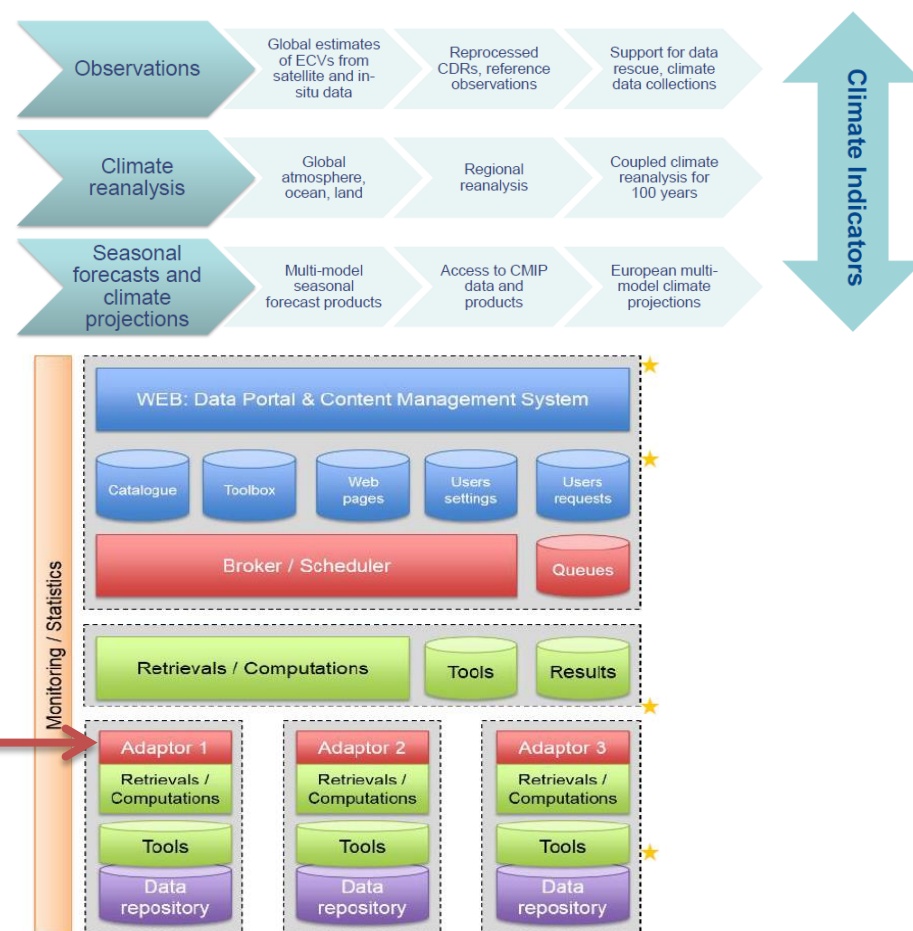 Observations
Global estimates
of ECVs from
satellite and in-
situ data
Reprocessed
CDRs, reference
observations
Support for data
rescue, climate
data collections
Climate
reanalysis
Global
atmosphere,
ocean, land
Regional
reanalysis
Coupled climate
reanalysis for
100 years
Seasonal
forecasts and
climate
projections
Multi-model
seasonal
forecast products
Access to CMIP
data and
products
European multi-
model climate
projections
Climate Indicators
Monitoring / Statistics
WEB: Data Portal & Content Management System
Catalogue
Toolbox
Web
pages
Users
settings
Users
requests
Broker / Scheduler
Queues
Retrievals / Computations
Tools
Results
Adaptor 1
Retrievals /
Computations
Tools
Data
repository
Adaptor 2
Retrievals /
Computations
Tools
Data
repository
Adaptor 3
Retrievals /
Computations
Tools
Data
repository